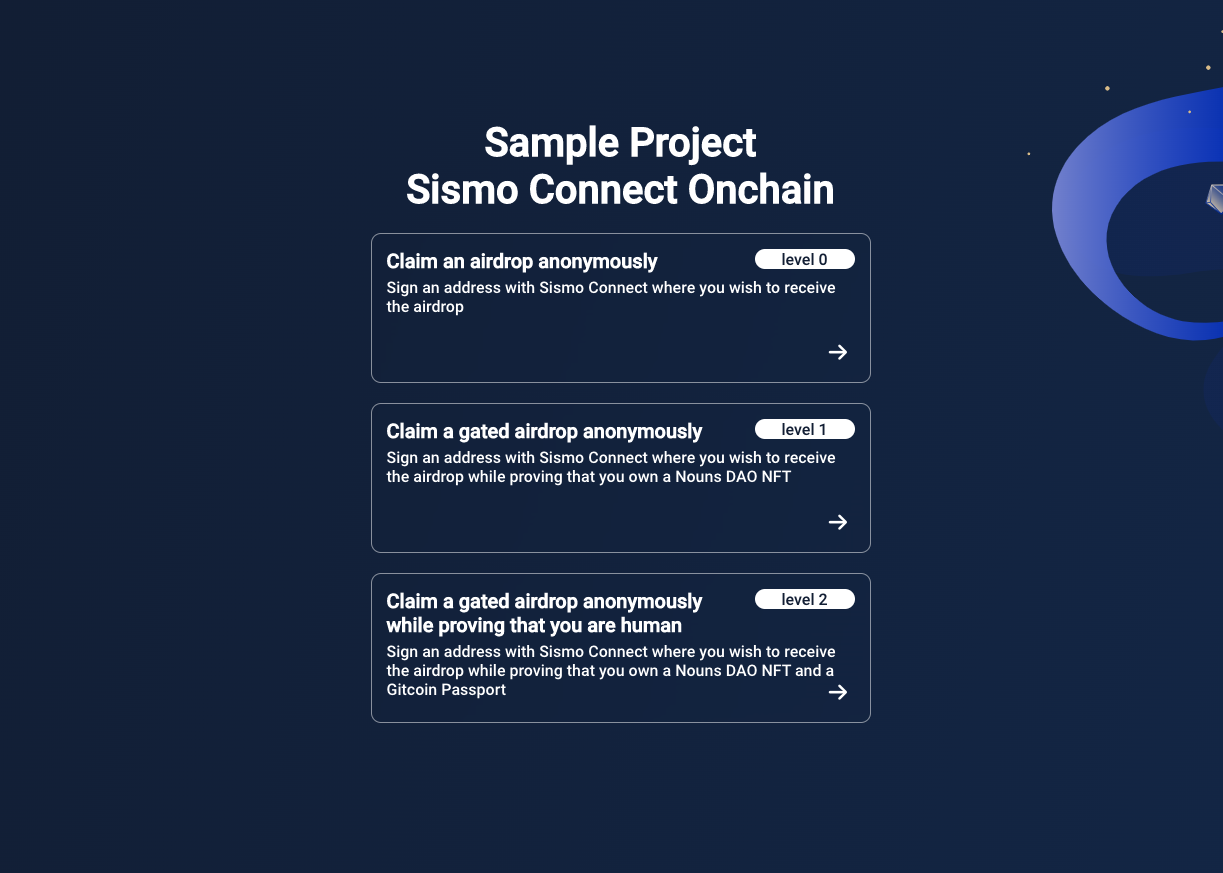 Sample Project
Sismo Connect Onchain
Claim an airdrop anonymously
level 0
Sign an address with Sismo Connect where you wish to receive
the airdrop
Claim a gated airdrop anonymously
level 1
Sign an address with Sismo Connect where you wish to receive
the airdrop while proving that you own a Nouns DAO NFT
Claim a gated airdrop anonymously
while proving that you are human
level 2
Sign an address with Sismo Connect where you wish to receive
the airdrop while proving that you own a Nouns DAO NFT and a
Gitcoin Passport